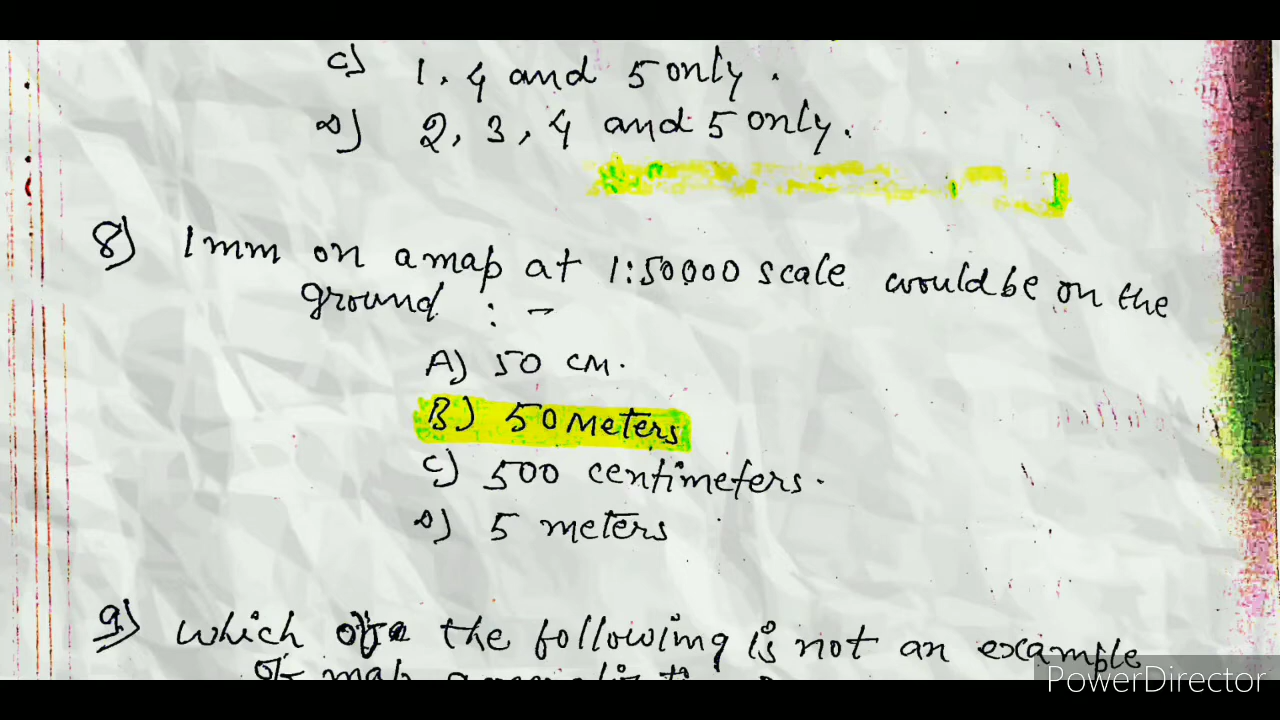 c) 1, 4 and 5 only.
D) 2, 3, 4 and 5 only.
8) 1mm on a map at 1:50000 scale would be on the
ground : -
A) 50 cm.
B) 50 Meters
c) 500 centimeters.
D) 5 meters
9) which of the following is not an example
of map
PowerDirector